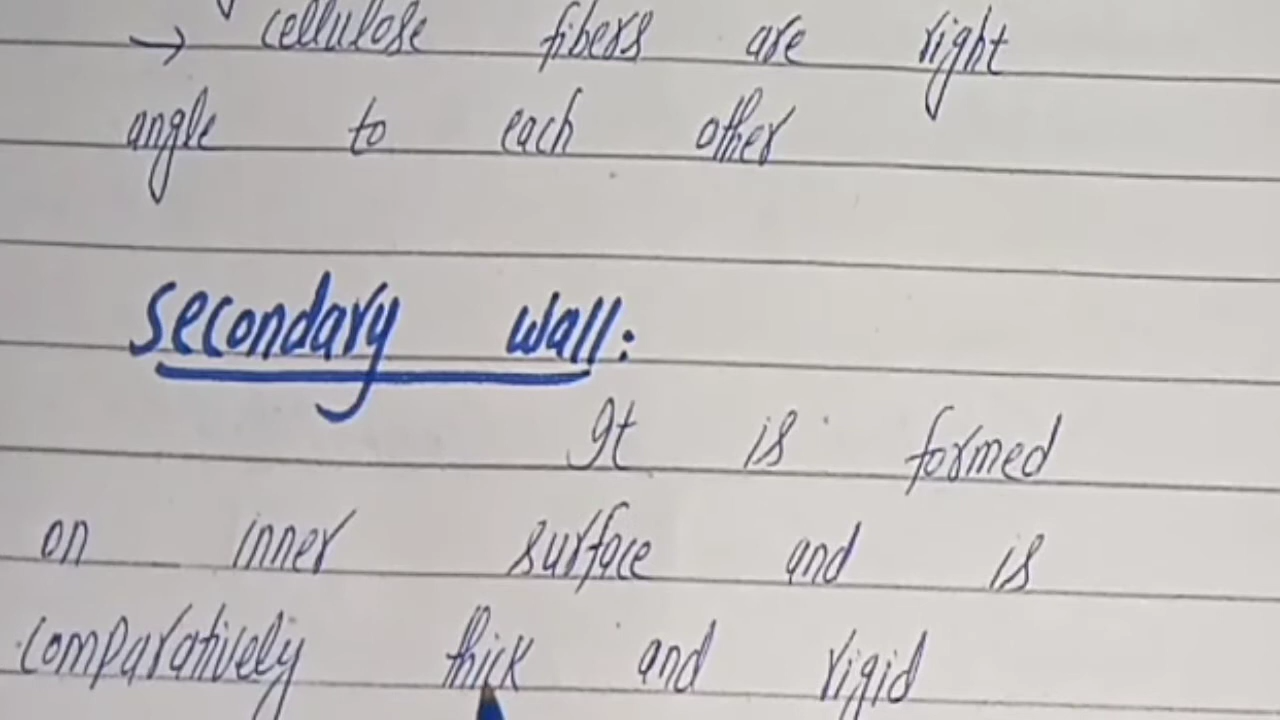 → cellulose fibers are right
angle to each other
Secondary wall:
It is formed
on inner surface and is
comparatively thick and rigid